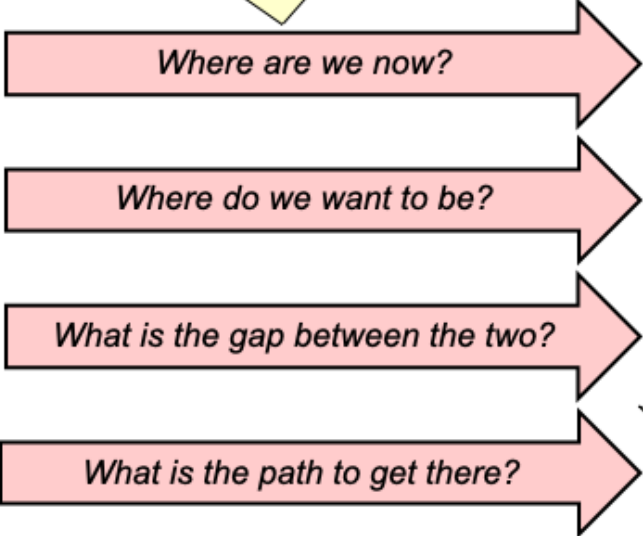 Where are we now?
Where do we want to be?
What is the gap between the two?
What is the path to get there?